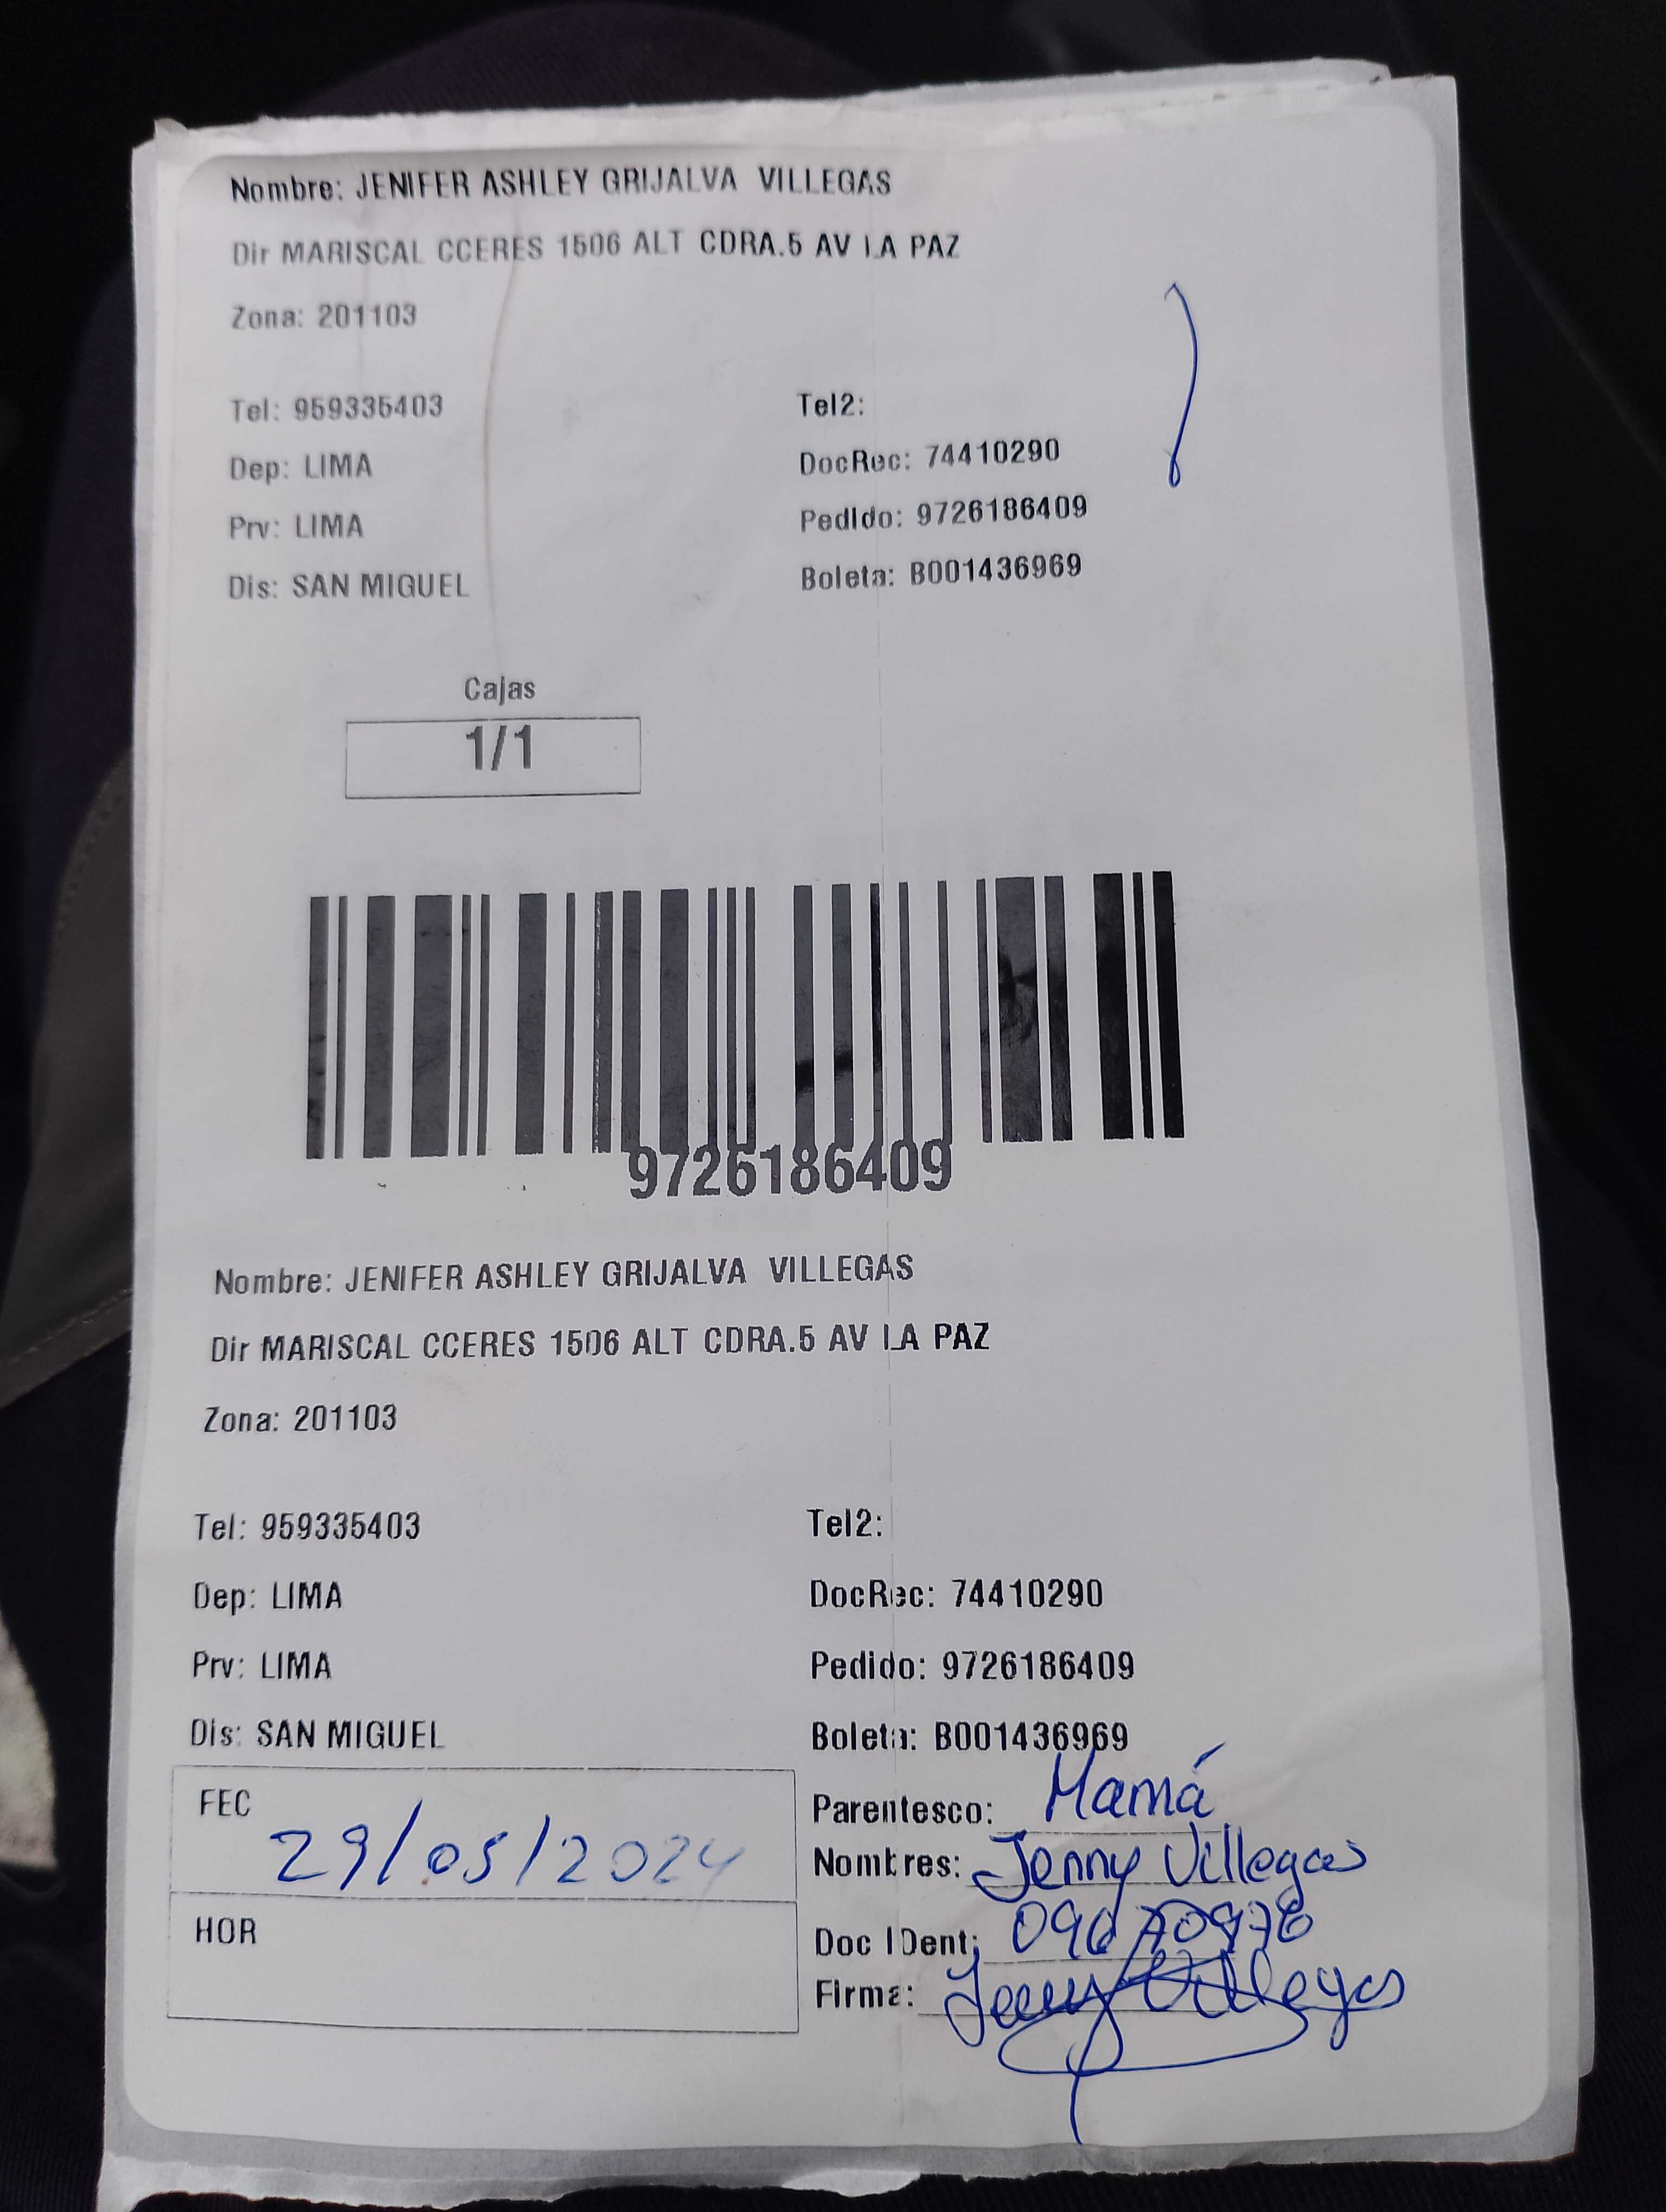 Nombre: JENIFER ASHLEY GRIJALVA VILLEGAS
Dir MARISCAL CCERES 1506 ALT CDRA.5 AV LA PAZ
Zona: 201103
Tel: 959335403 Tel2:
Dep: LIMA DocRec: 74410290
Prv: LIMA Pedido: 9726186409
Dis: SAN MIGUEL Boleta: B001436969
Cajas
1/1
9726186409
Nombre: JENIFER ASHLEY GRIJALVA VILLEGAS
Dir MARISCAL CCERES 1506 ALT CDRA.5 AV LA PAZ
Zona: 201103
Tel: 959335403 Tel2:
Dep: LIMA DocRec: 74410290
Prv: LIMA Pedido: 9726186409
Dis: SAN MIGUEL Boleta: B001436969
FEC 29/05/2024 Parentesco: Mamá
Nombres: Jenny Villegas
HOR Doc IDent:
Firma: Jenny Villegas